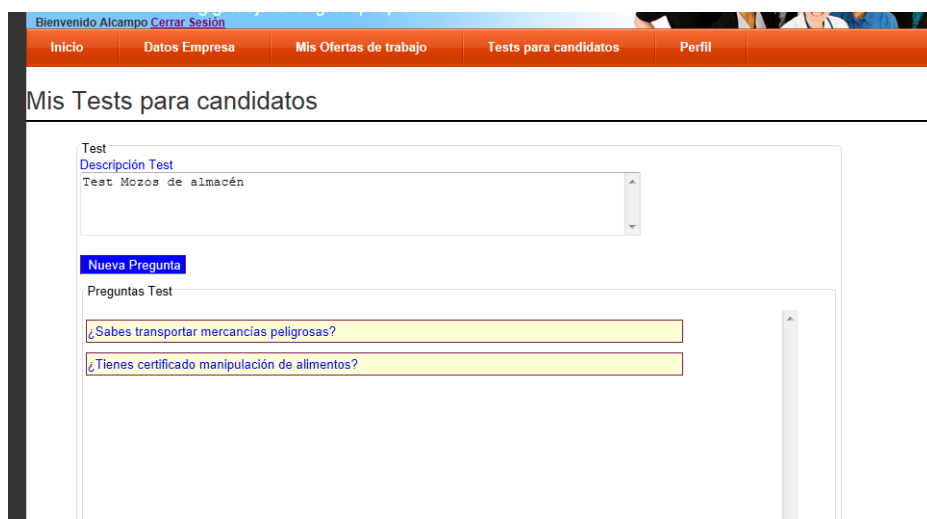 Bienvenido Alcampo Cerrar Sesión
Inicio Datos Empresa Mis Ofertas de trabajo Tests para candidatos Perfil
Mis Tests para candidatos
Test
Descripción Test
Test Mozos de almacén
Nueva Pregunta
Preguntas Test
¿Sabes transportar mercancías peligrosas?
¿Tienes certificado manipulación de alimentos?